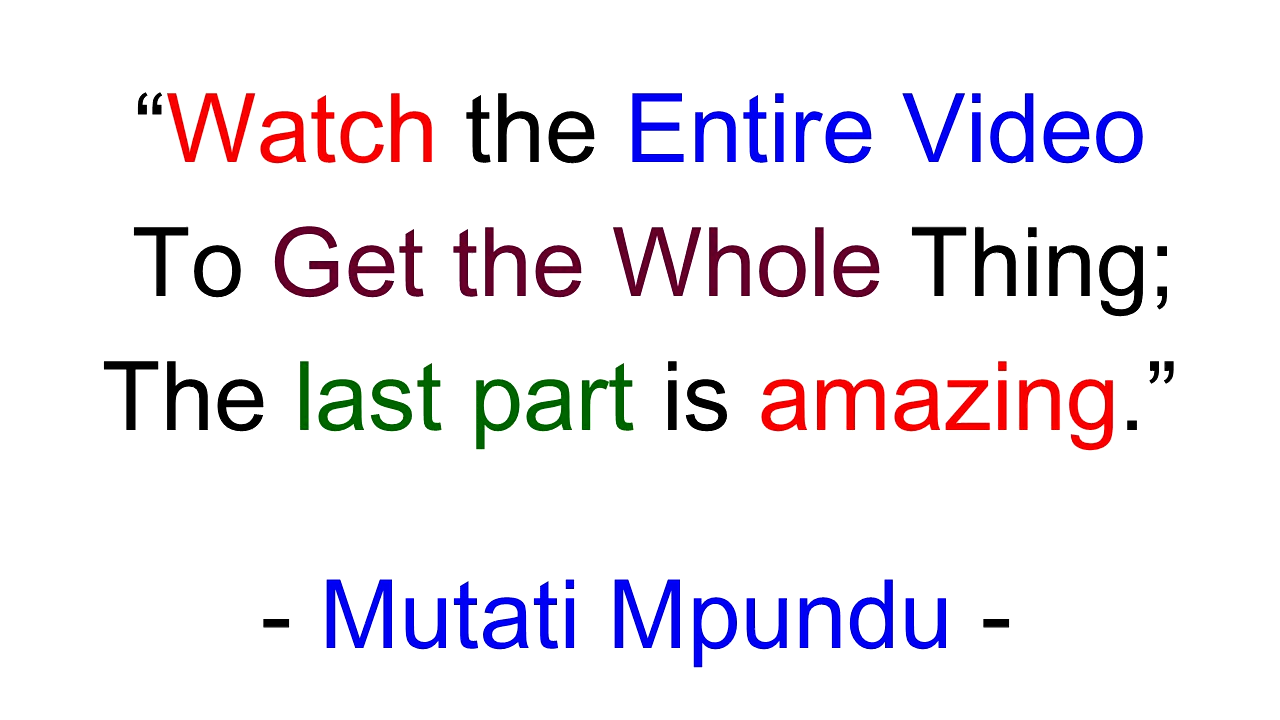 “Watch the Entire Video
To Get the Whole Thing;
The last part is amazing.”
- Mutati Mpundu -